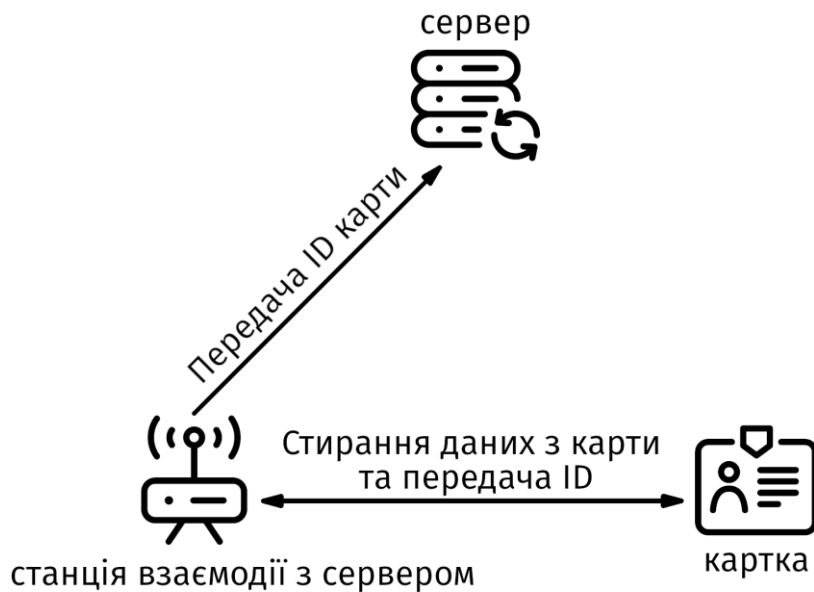 сервер
Передача ID карти
Стирання даних з карти
та передача ID
станція взаємодії з сервером
картка